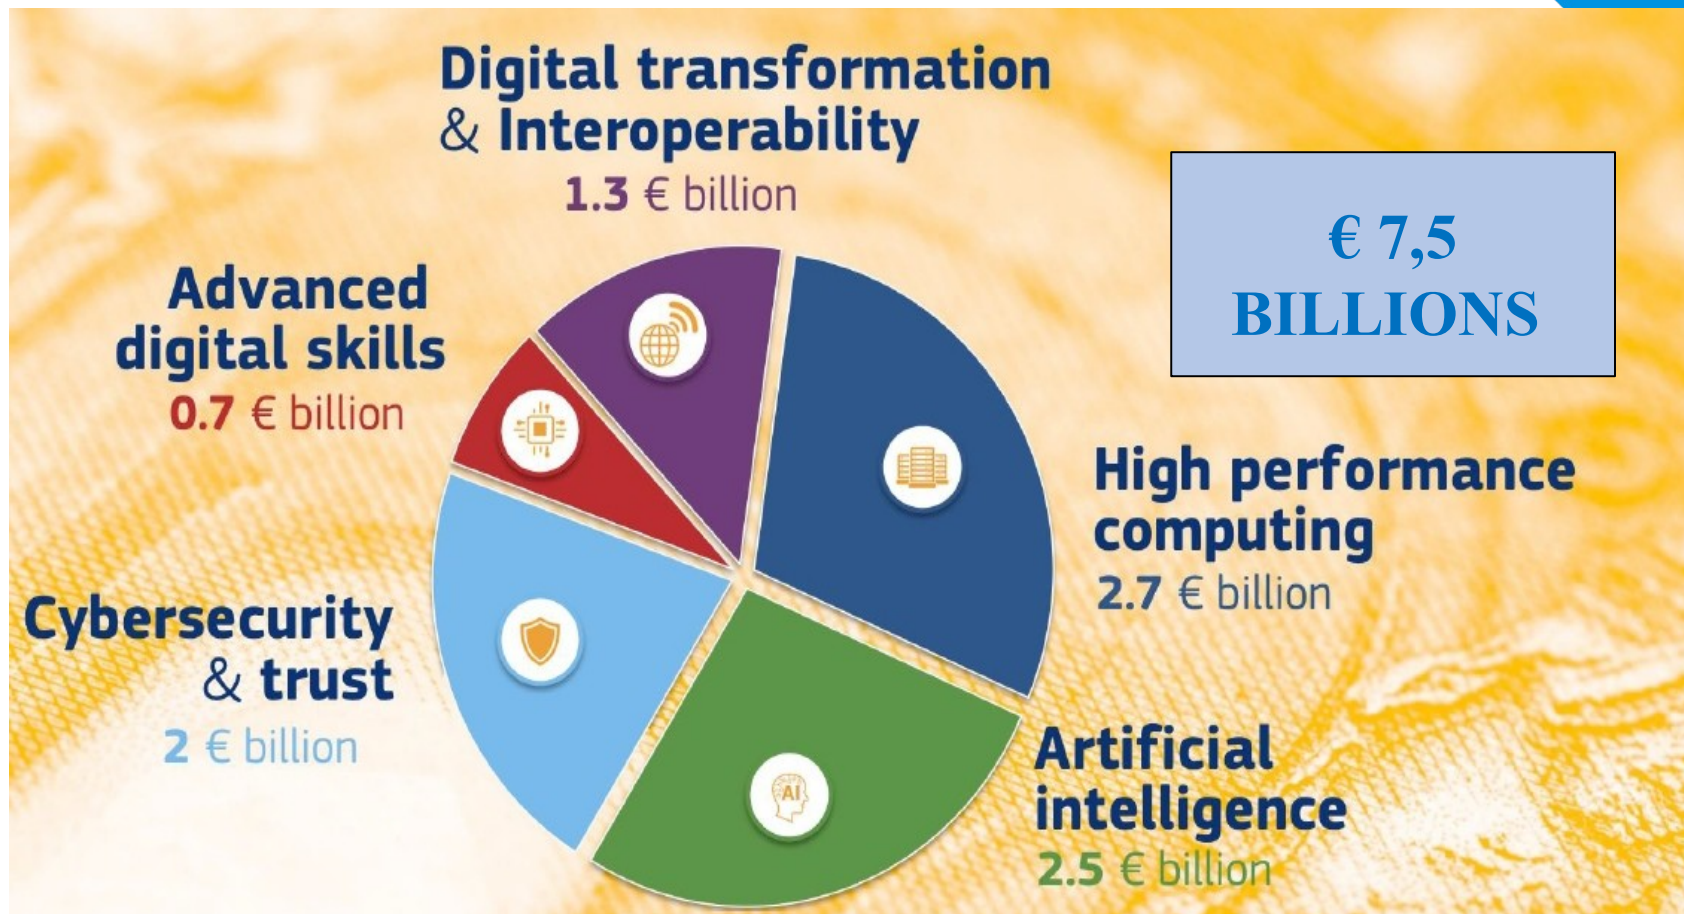 Digital transformation
& Interoperability
1.3 € billion
€ 7,5
BILLIONS
Advanced
digital skills
0.7 € billion
High performance
computing
2.7 € billion
Cybersecurity
& trust
2 € billion
Artificial
intelligence
2.5 € billion
AI